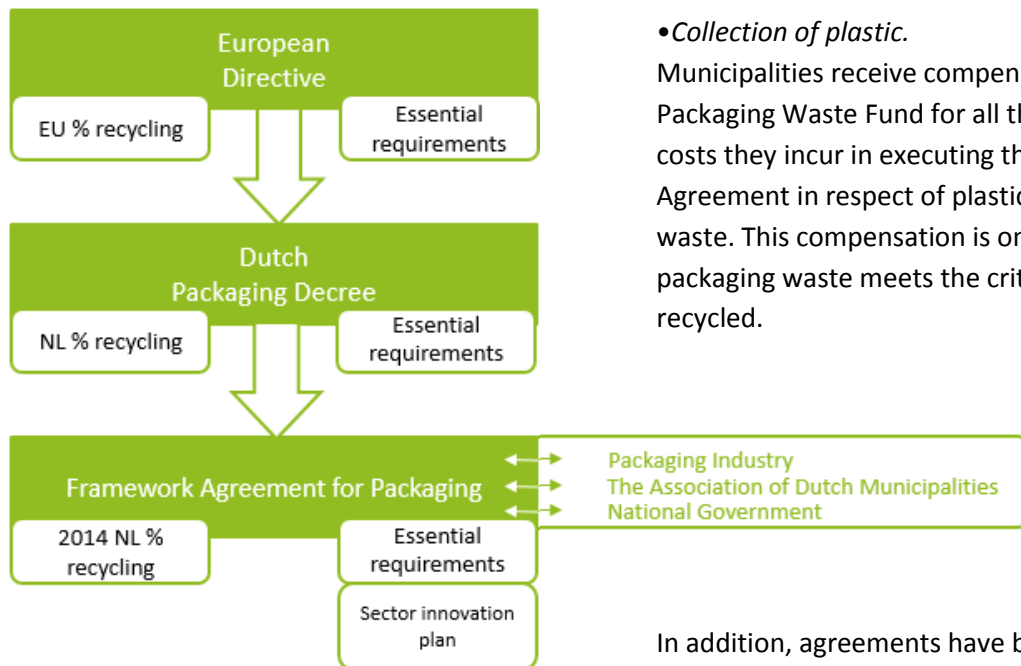 European
Directive
EU % recycling
Essential
requirements
Dutch
Packaging Decree
NL % recycling
Essential
requirements
Framework Agreement for Packaging
Packaging Industry
The Association of Dutch Municipalities
National Government
2014 NL %
recycling
Essential
requirements
Sector innovation
plan
•Collection of plastic.
Municipalities receive compen
Packaging Waste Fund for all th
costs they incur in executing th
Agreement in respect of plastic
waste. This compensation is or
packaging waste meets the crit
recycled.
In addition, agreements have b